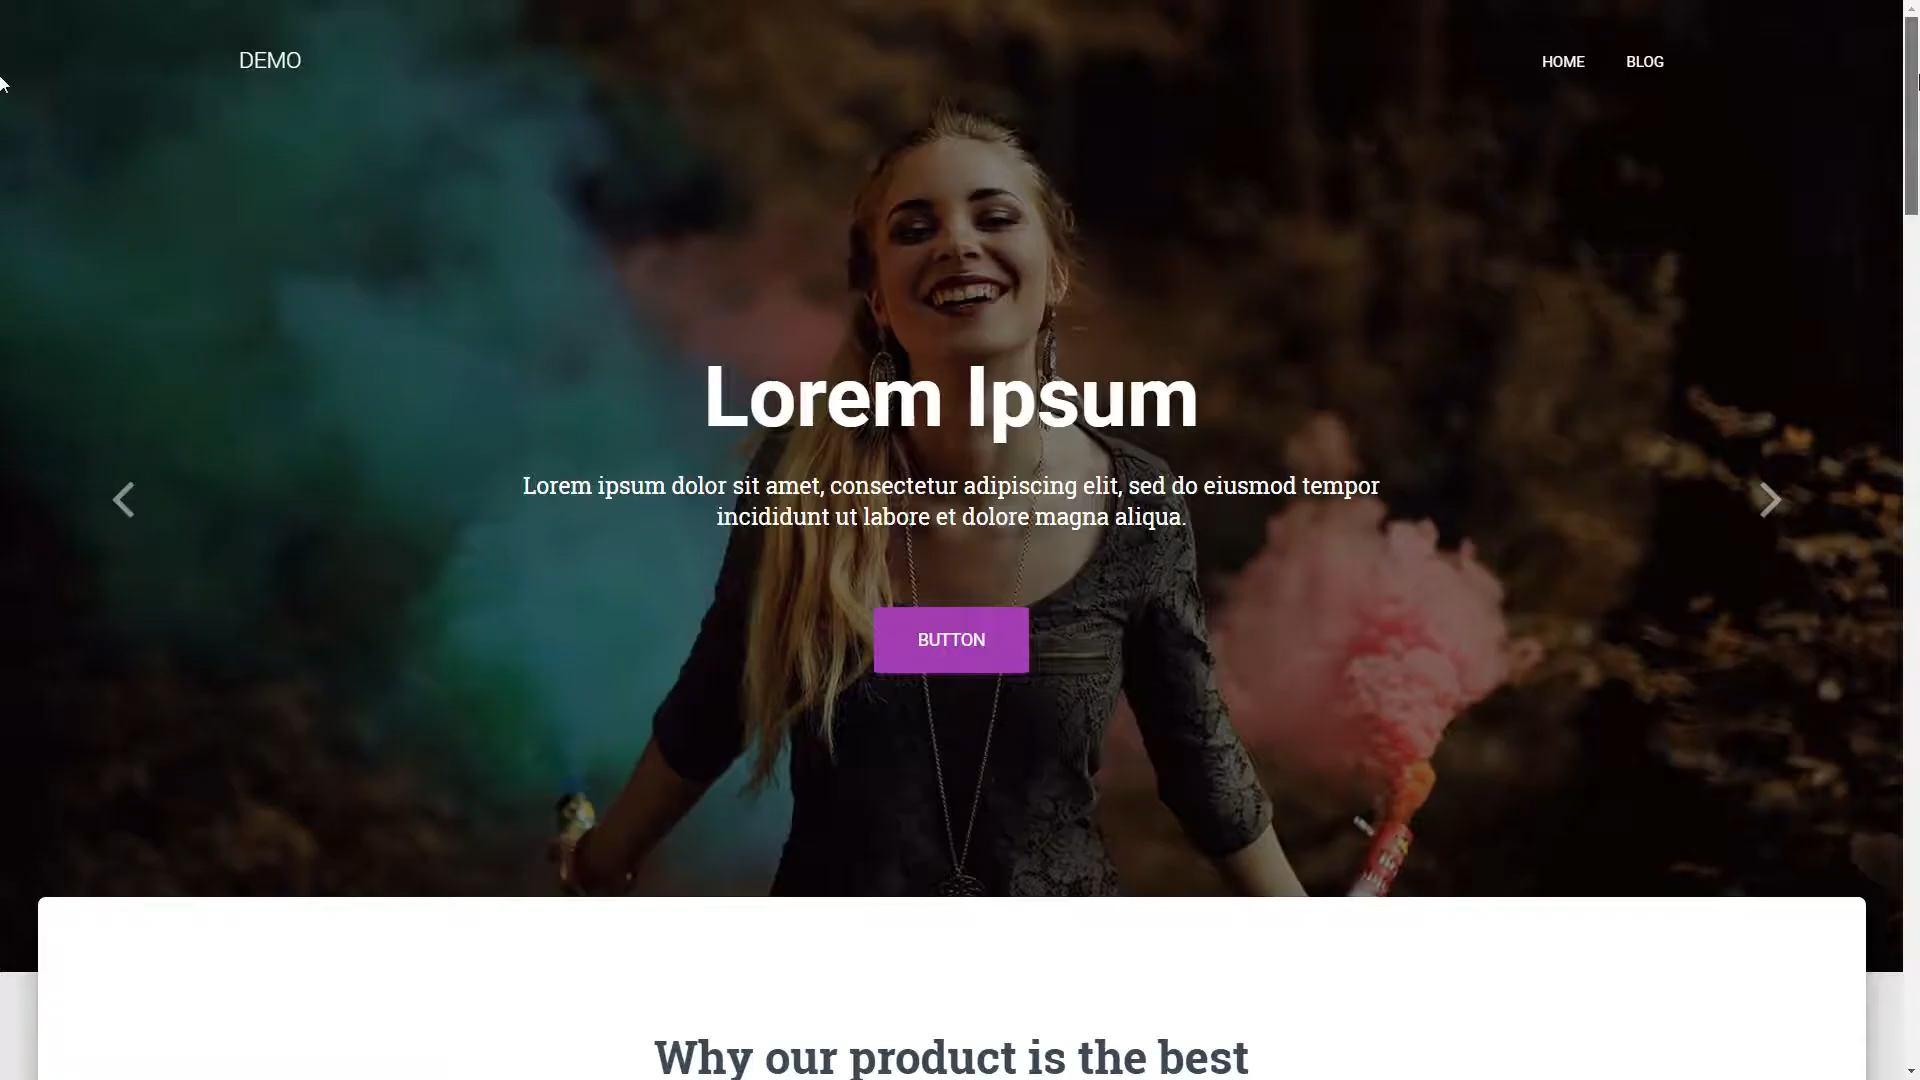 DEMO
HOME
BLOG
Lorem Ipsum
Lorem ipsum dolor sit amet, consectetur adipiscing elit, sed do eiusmod tempor
incididunt ut labore et dolore magna aliqua.
BUTTON
Why our product is the best